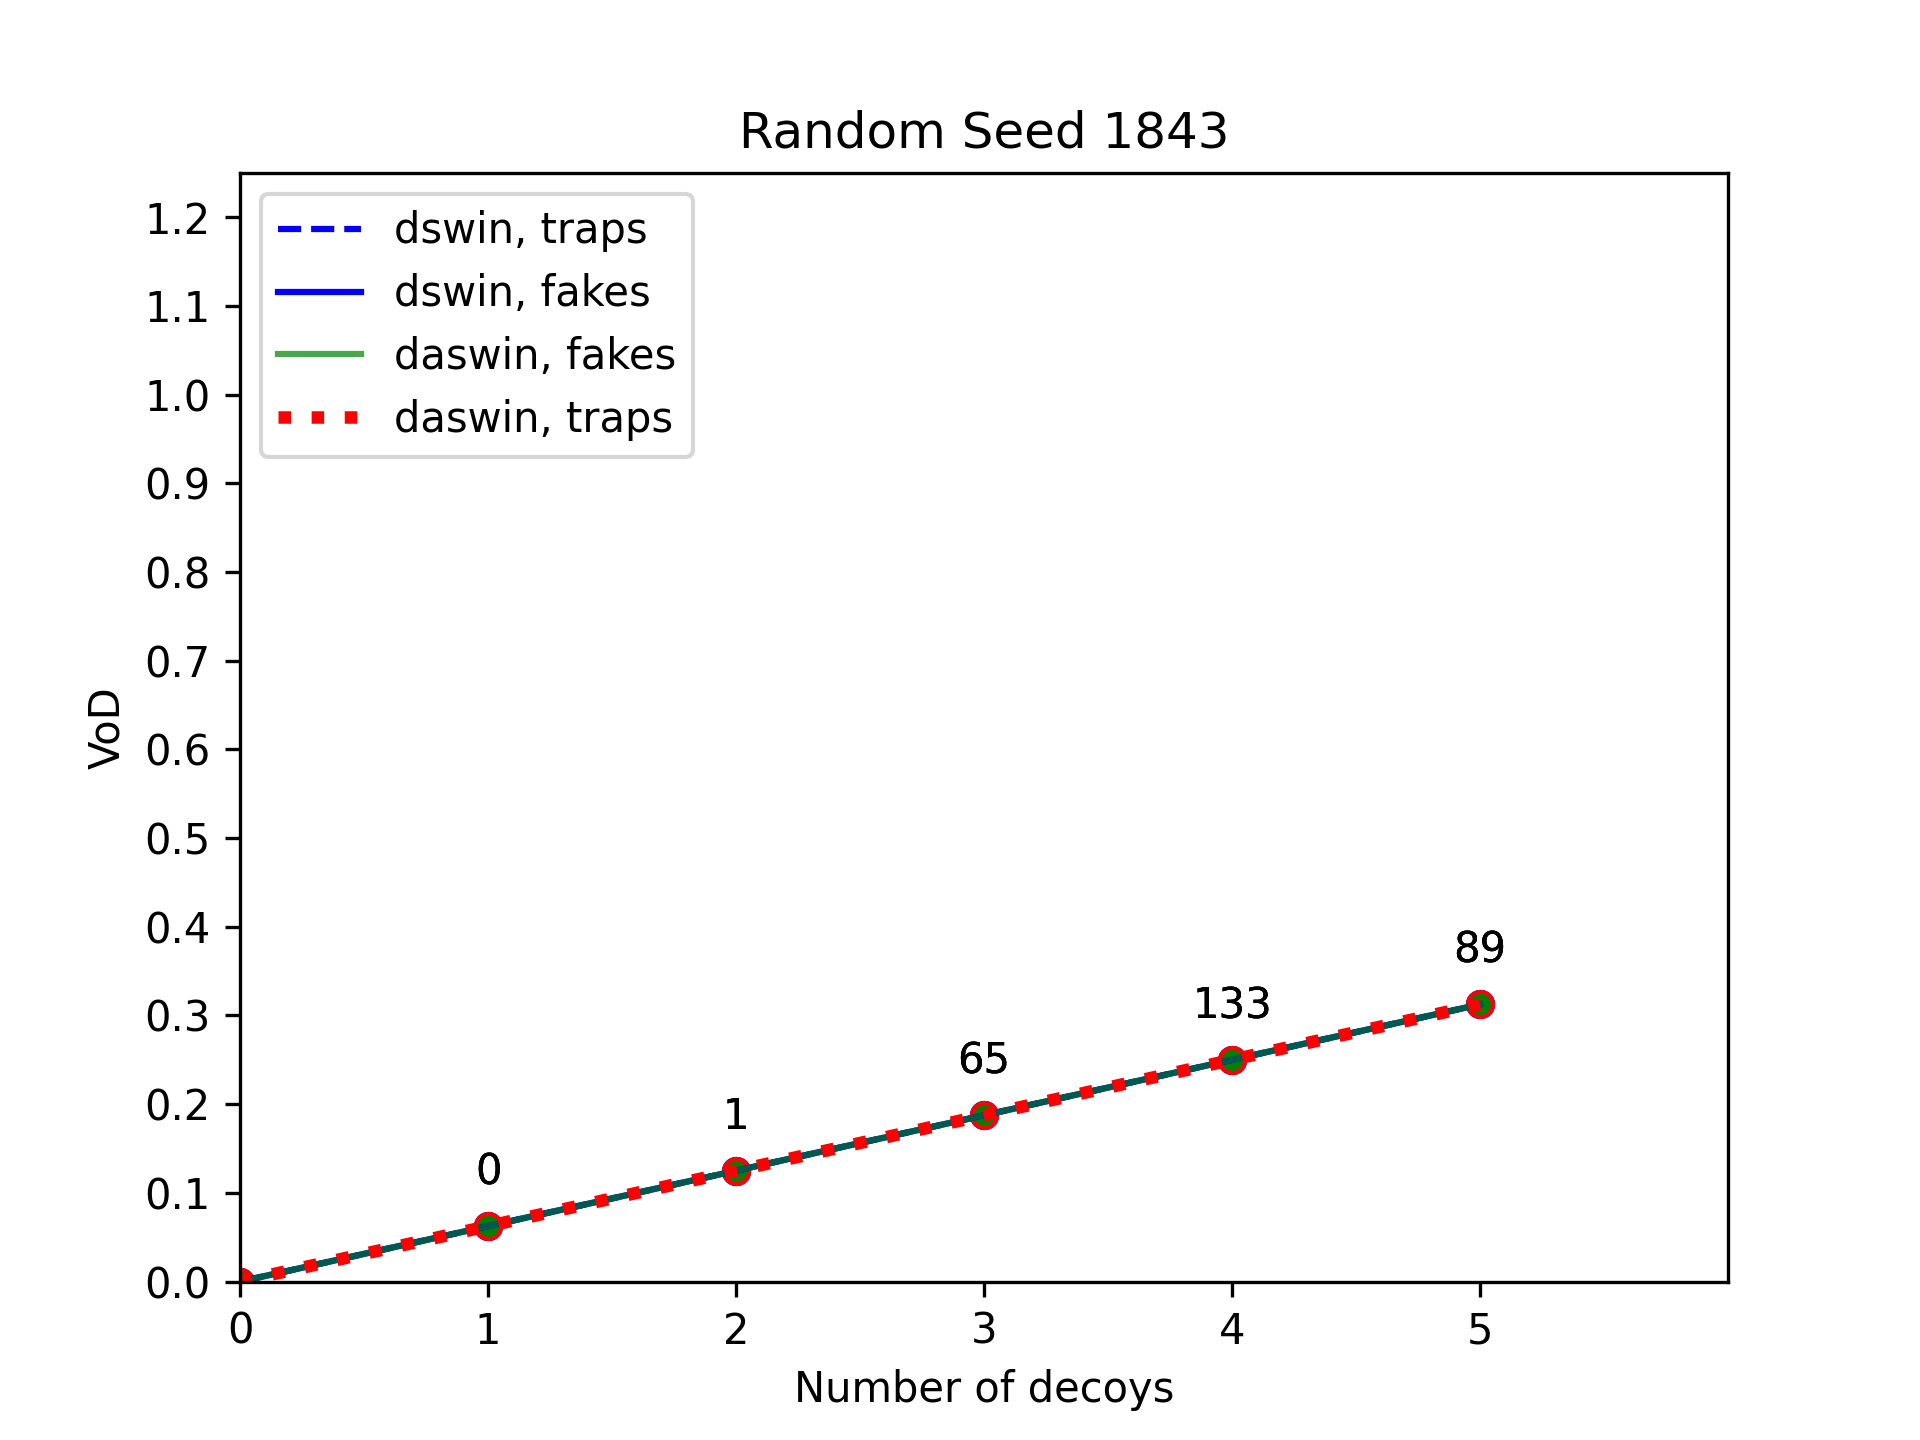 Random Seed 1843
dswin, traps
dswin, fakes
daswin, fakes
daswin, traps
1.2
1.1
1.0
0.9
0.8
0.7
0.6
0.5
0.4
0.3
0.2
0.1
0.0
VoD
0
1
65
133
89
0 1 2 3 4 5
Number of decoys